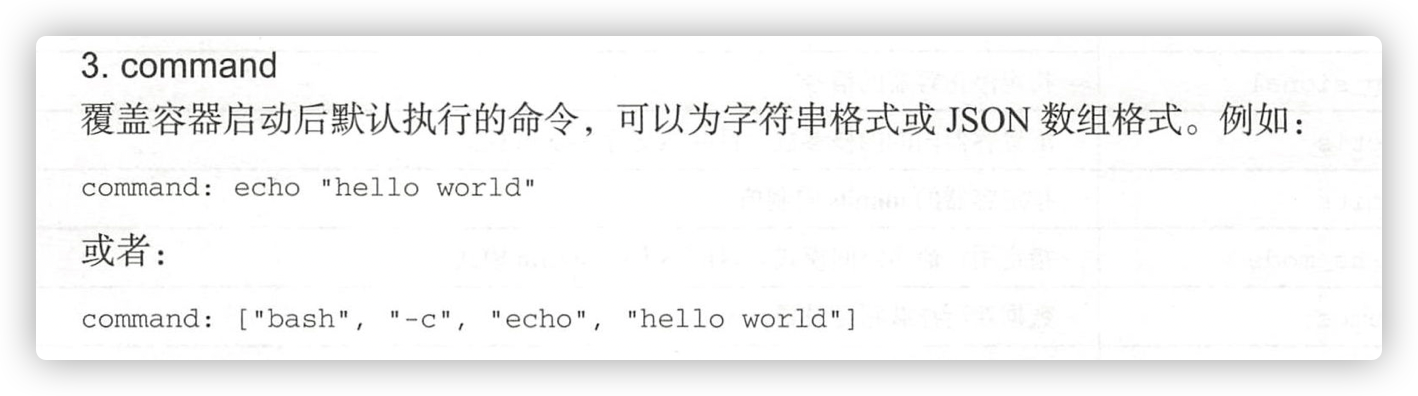 3. command
覆盖容器启动后默认执行的命令，可以为字符串格式或 JSON 数组格式。例如：
command: echo "hello world"
或者：
command: ["bash", "-c", "echo", "hello world"]